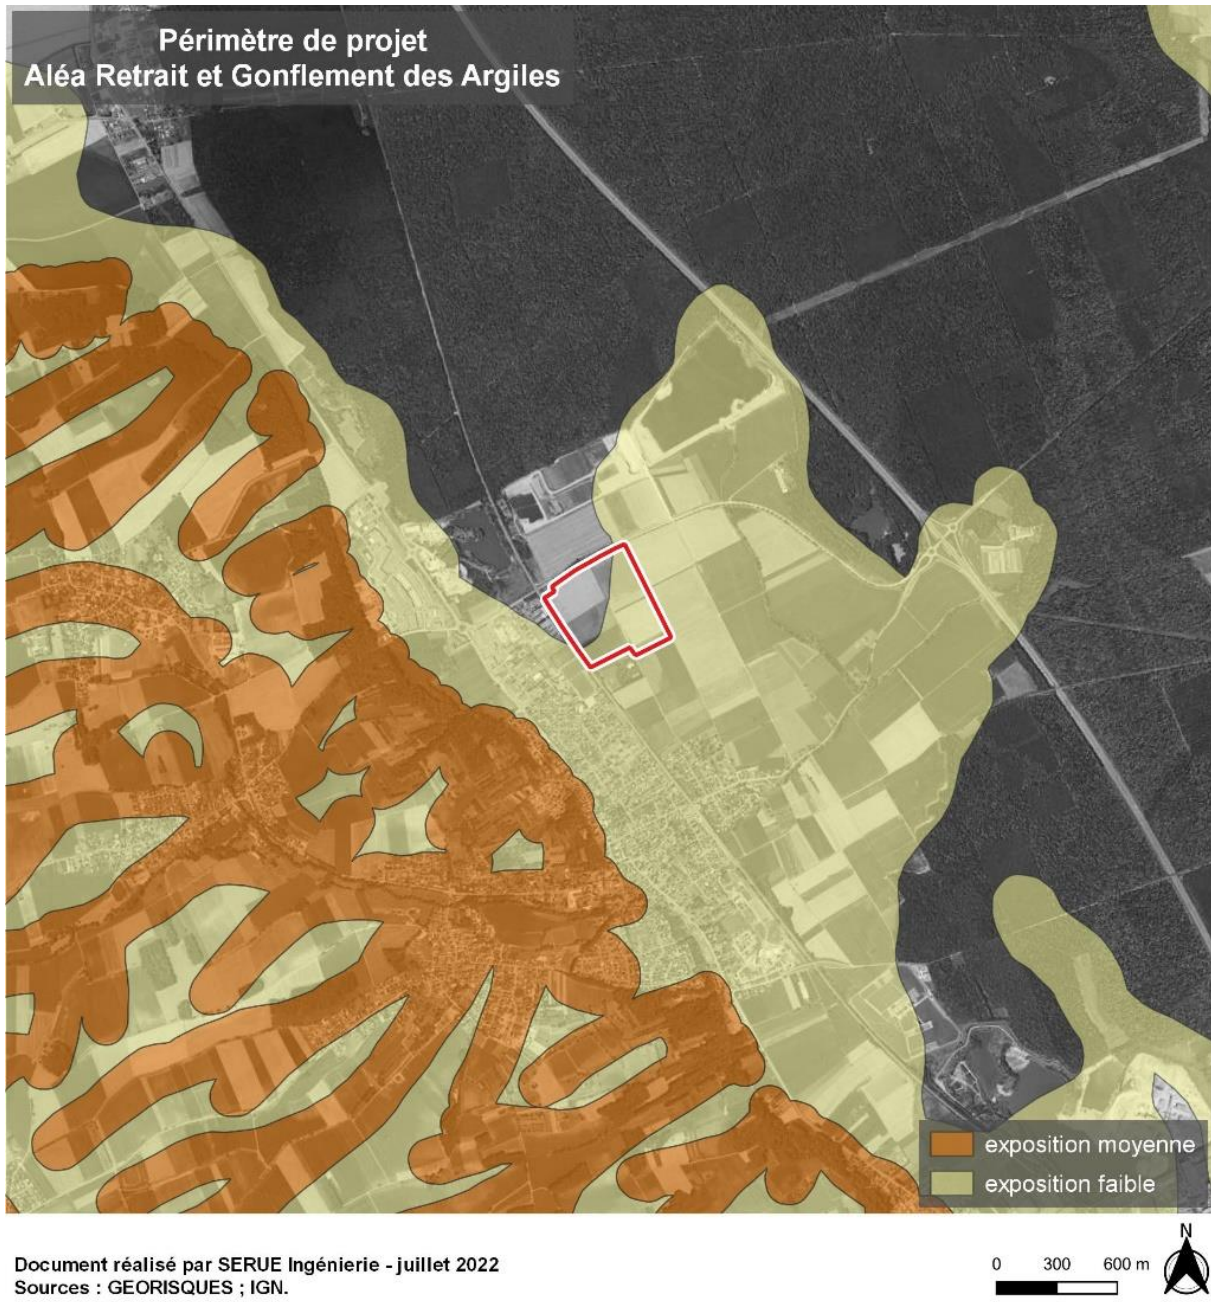 Périmètre de projet
Aléa Retrait et Gonflement des Argiles
exposition moyenne
exposition faible
Document réalisé par SERUE Ingénierie - juillet 2022
Sources : GEORISQUES ; IGN.
0 300 600 m
N